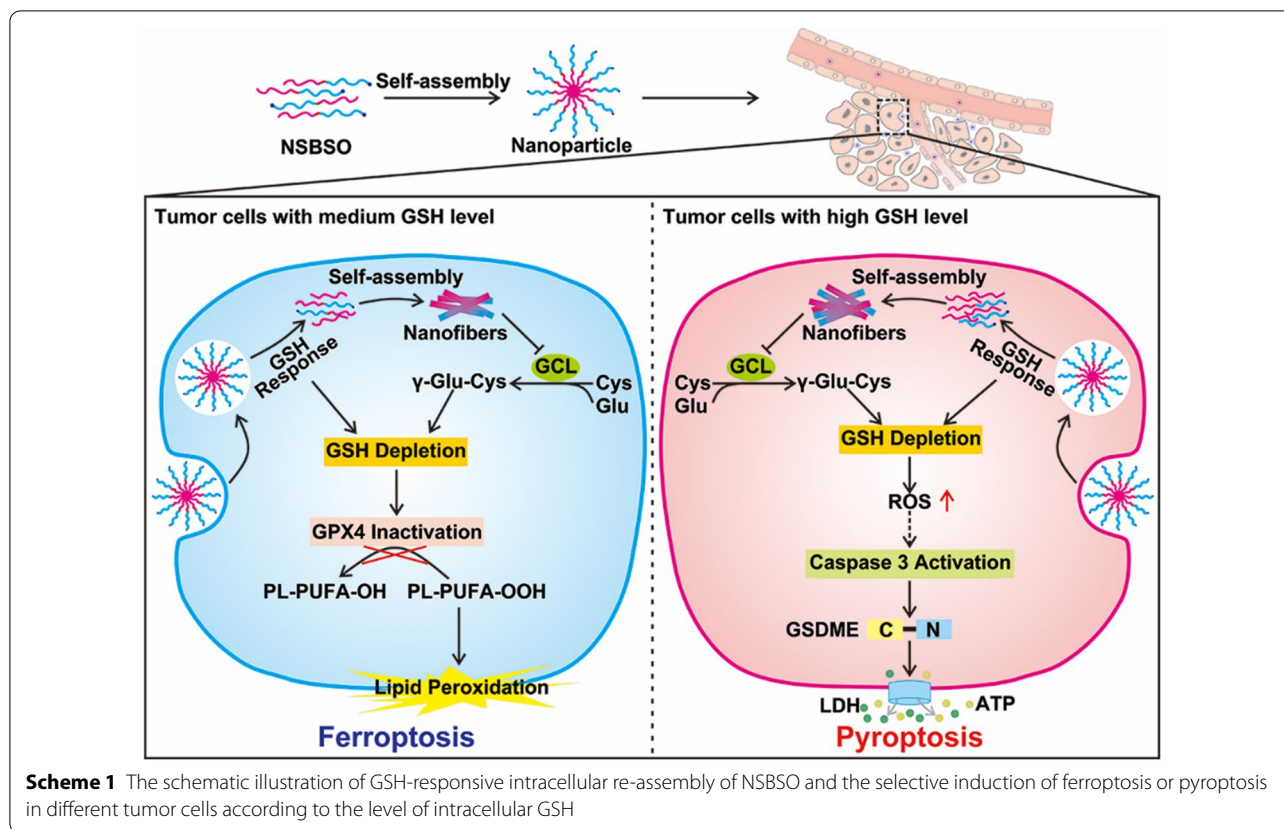 NSBSO
Self-assembly
Nanoparticle
Tumor cells with medium GSH level
Self-assembly
Nanofibers
GSH
Response
GCL
γ-Glu-Cys
Cys
Glu
GSH Depletion
GPX4 Inactivation
PL-PUFA-OH PL-PUFA-OOH
Lipid Peroxidation
Ferroptosis
Tumor cells with high GSH level
Self-assembly
Nanofibers
GSH
Response
GCL
Cys
Glu
γ-Glu-Cys
GSH Depletion
ROS ↑
Caspase 3 Activation
GSDME C N
LDH ATP
Pyroptosis
Scheme 1 The schematic illustration of GSH-responsive intracellular re-assembly of NSBSO and the selective induction of ferroptosis or pyroptosis
in different tumor cells according to the level of intracellular GSH